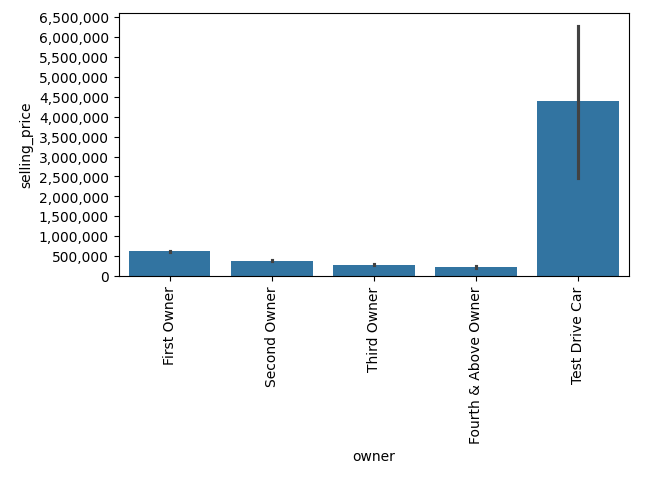 6,500,000
6,000,000
5,500,000
5,000,000
4,500,000
4,000,000
3,500,000
3,000,000
2,500,000
2,000,000
1,500,000
1,000,000
500,000
0
selling_price
First Owner
Second Owner
Third Owner
Fourth & Above Owner
Test Drive Car
owner